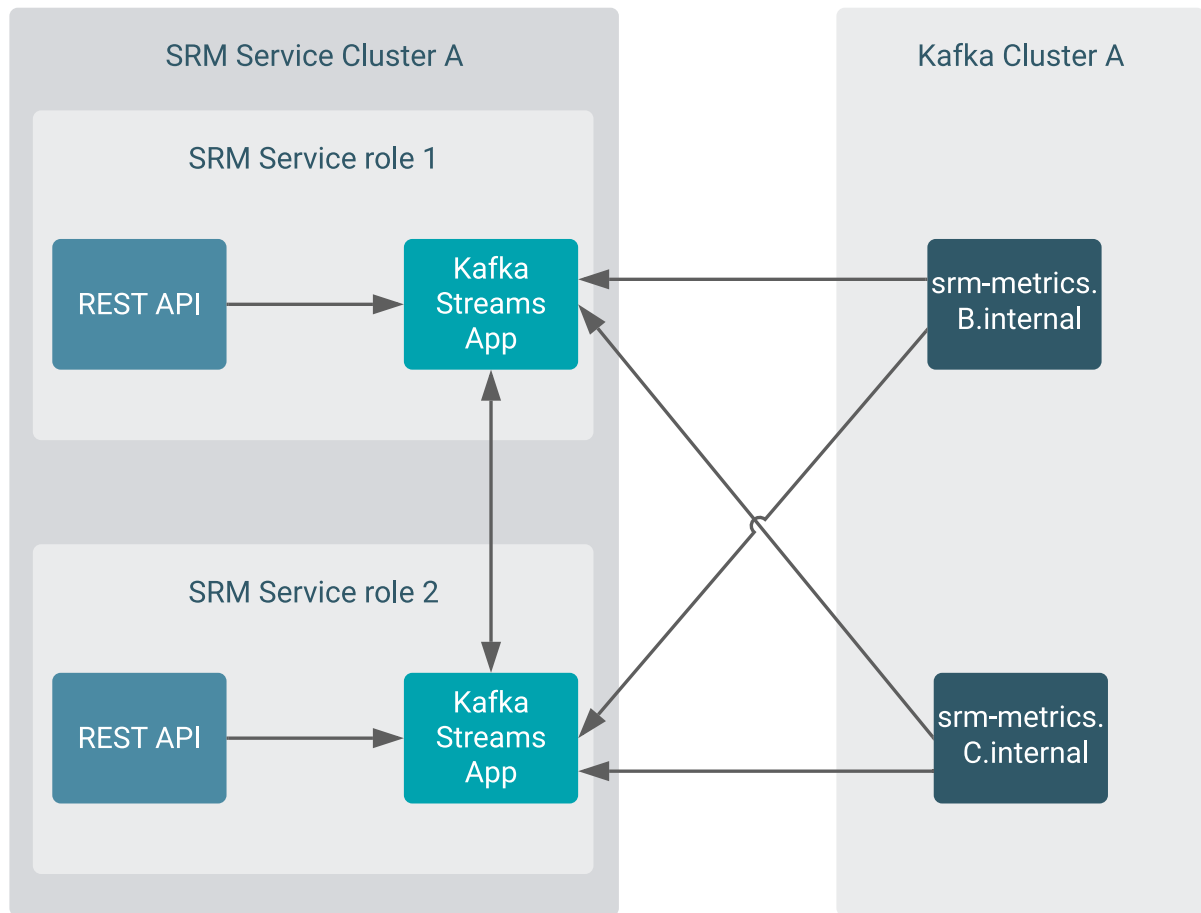 SRM Service Cluster A
Kafka Cluster A
SRM Service role 1
REST API
Kafka
Streams
App
srm-metrics.
B.internal
SRM Service role 2
REST API
Kafka
Streams
App
srm-metrics.
C.internal